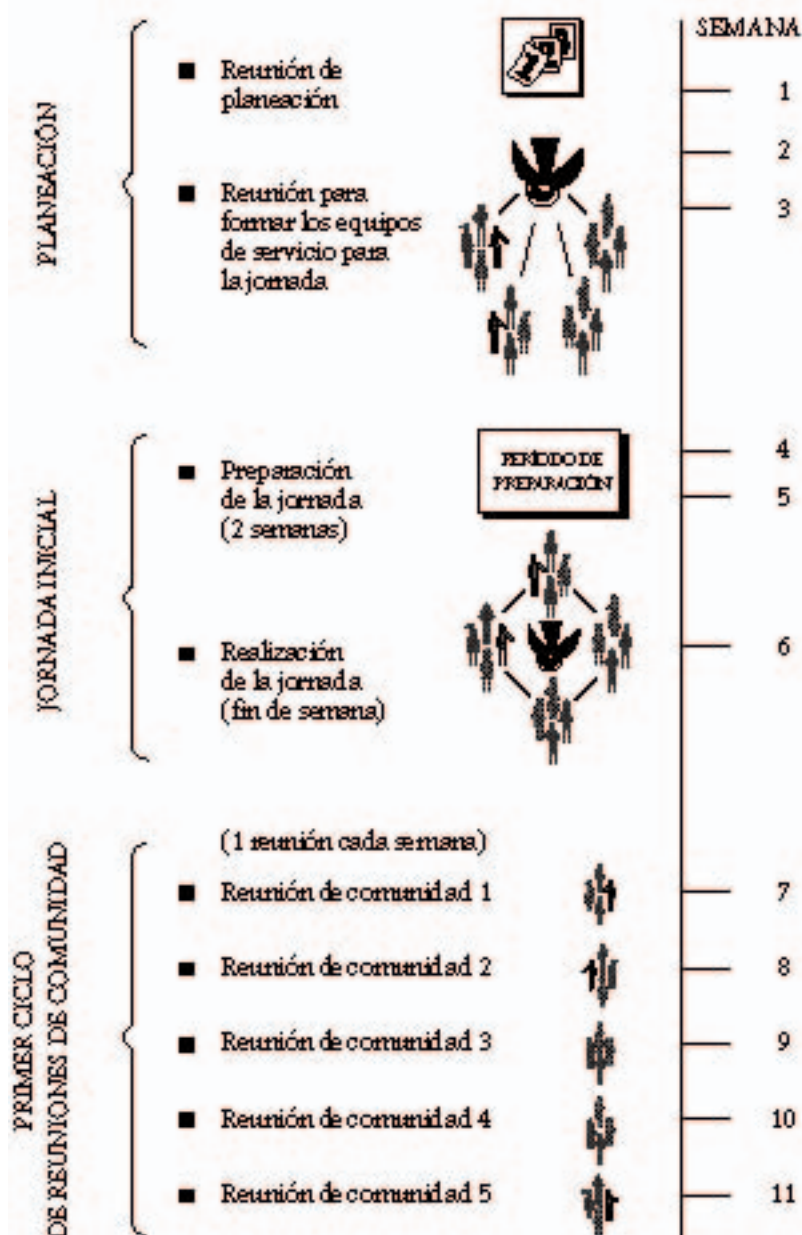 SEMANA
PLANEACIÓN
■ Reunión de
planeación
1
2
■ Reunión para
formar los equipos
de servicio para
la jornada
3
JORNADA INICIAL
■ Preparación
de la jornada
(2 semanas)
PERÍODO DE
PREPARACIÓN
4
5
■ Realización
de la jornada
(fin de semana)
6
PRIMER CICLO
DE REUNIONES DE COMUNIDAD
(1 reunión cada semana)
■ Reunión de comunidad 1
7
■ Reunión de comunidad 2
8
■ Reunión de comunidad 3
9
■ Reunión de comunidad 4
10
■ Reunión de comunidad 5
11